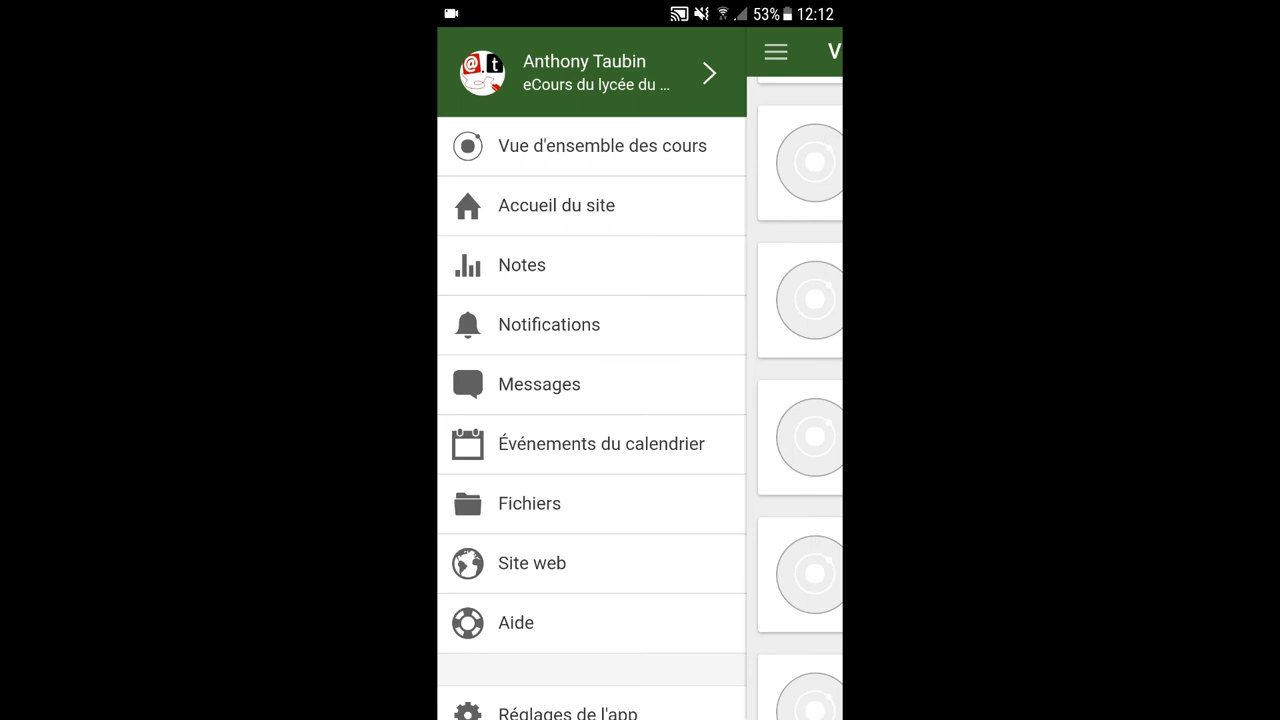 53% 12:12
Anthony Taubin
eCours du lycée du ...
V
Vue d'ensemble des cours
Accueil du site
Notes
Notifications
Messages
Événements du calendrier
Fichiers
Site web
Aide
Réglages de l'app
@.t